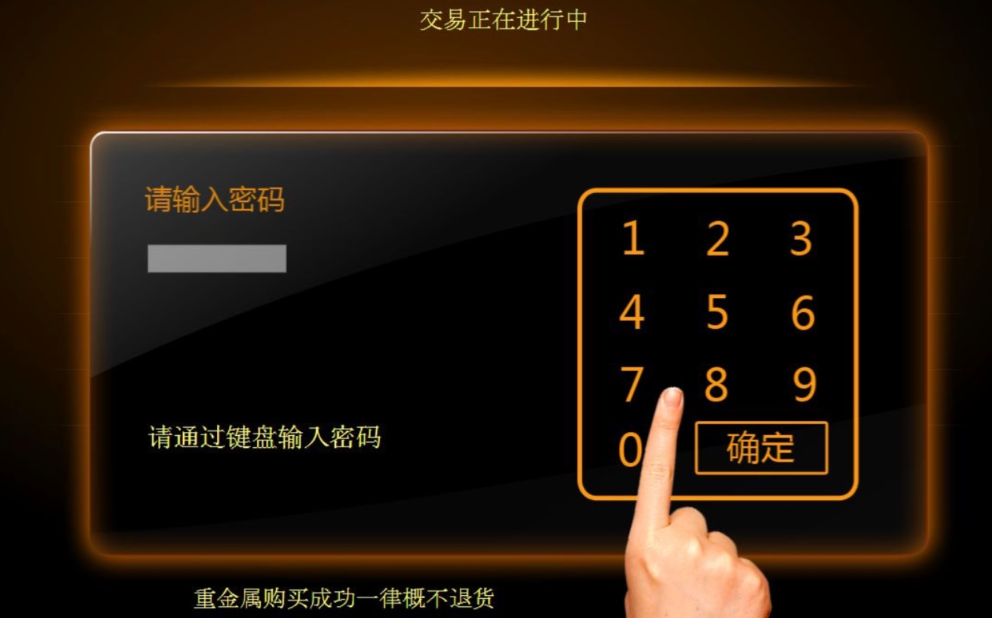 交易正在进行中
请输入密码
1 2 3
4 5 6
7 8 9
0 确定
请通过键盘输入密码
重金属购买成功一律概不退货